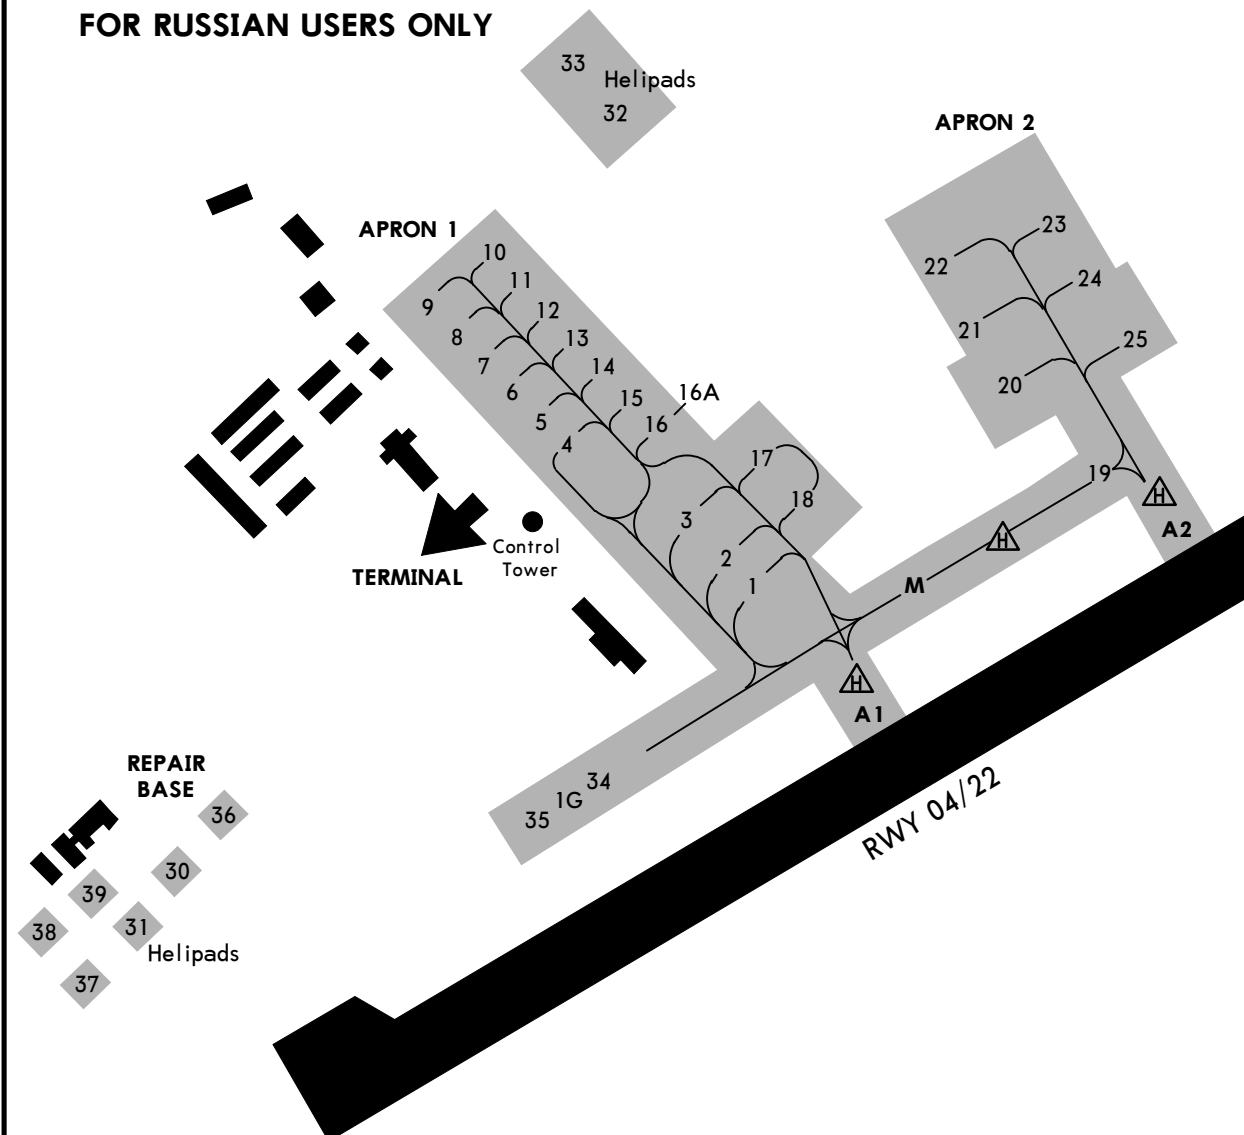 FOR RUSSIAN USERS ONLY
33
Helipads
32
APRON 2
APRON 1
10
11
9
12
8
13
7
14
6
16A
15
5
16
4
17
18
3
2
1
23
22
24
21
25
20
19
H
A2
H
M
Control
Tower
TERMINAL
H
A1
RWY 04/22
34
1G
35
REPAIR
BASE
36
30
39
31
38
Helipads
37